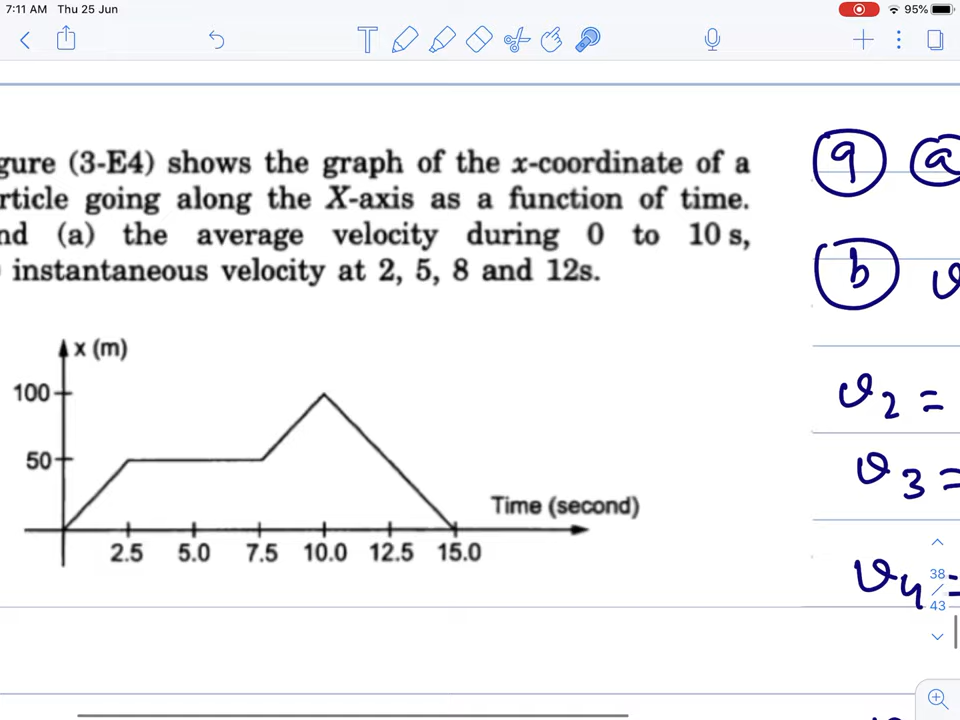 7:11 AM Thu 25 Jun
95%
T
gure (3-E4) shows the graph of the x-coordinate of a
rticle going along the X-axis as a function of time.
nd (a) the average velocity during 0 to 10 s,
instantaneous velocity at 2, 5, 8 and 12s.
x (m)
100
50
Time (second)
2.5 5.0 7.5 10.0 12.5 15.0
9 a
b v
v2 =
v3 =
v4 =
38
/
43